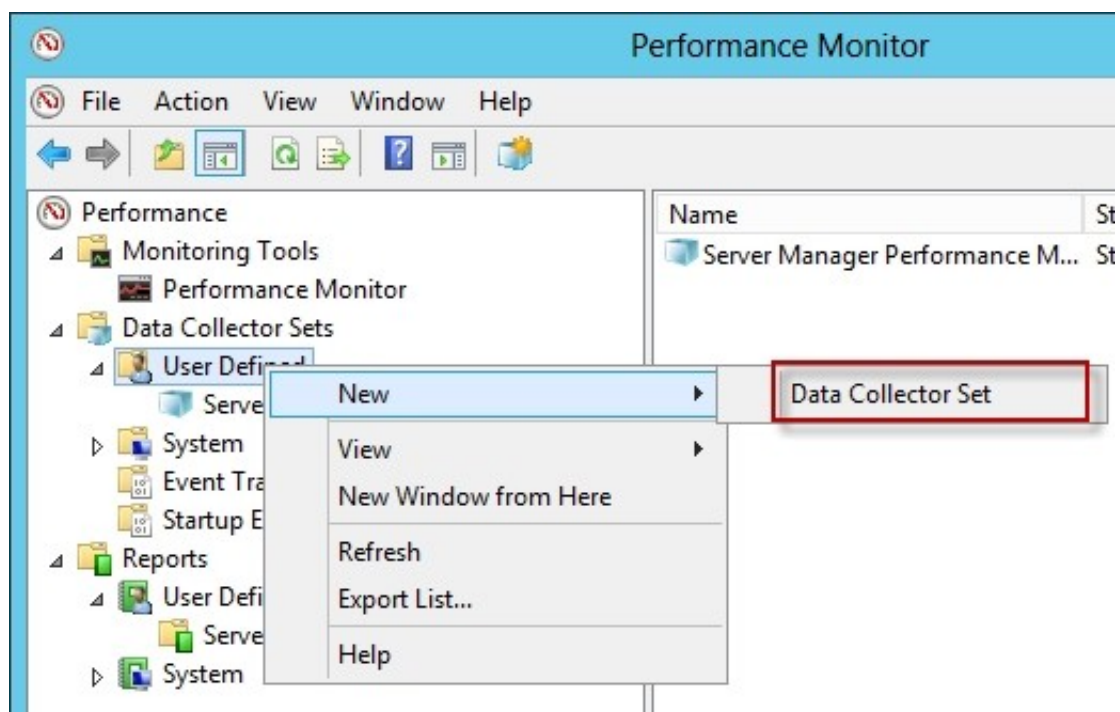 Performance Monitor
File Action View Window Help
Performance
Monitoring Tools
Performance Monitor
Data Collector Sets
User Defined
Serve
System
Event Tra
Startup E
Reports
User Defi
Serve
System
Name St
Server Manager Performance M... St
New
View
New Window from Here
Refresh
Export List...
Help
Data Collector Set